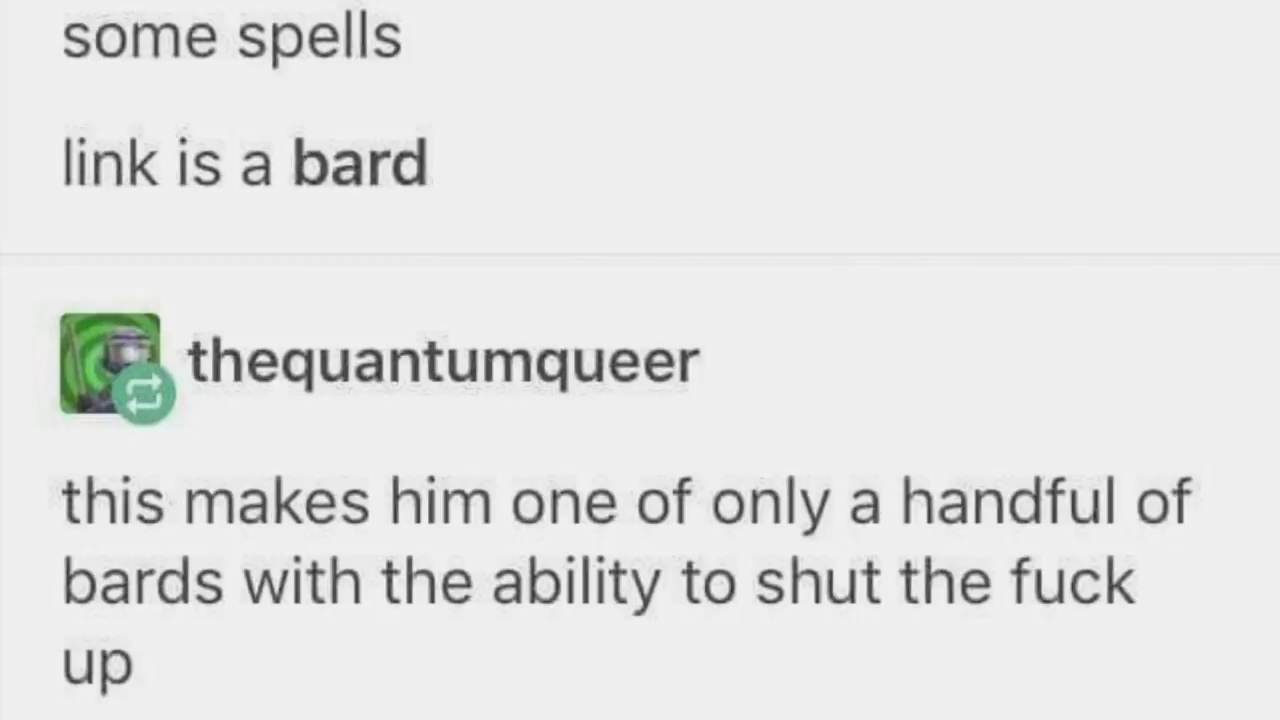 some spells
link is a bard
thequantumqueer
this makes him one of only a handful of
bards with the ability to shut the fuck
up